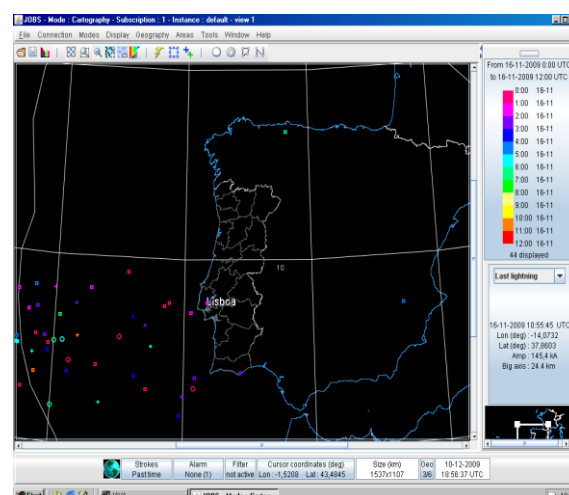 JOBS - Mode : Cartography - Subscription : 1 - Instance : default - view 1
File Connection Modes Display Geography Areas Tools Window Help
From 16-11-2009 0:00 UTC
to 16-11-2009 12:00 UTC
0:00 16-11
1:00 16-11
2:00 16-11
3:00 16-11
4:00 16-11
5:00 16-11
6:00 16-11
7:00 16-11
8:00 16-11
9:00 16-11
10:00 16-11
11:00 16-11
12:00 16-11
44 displayed
10
Lisboa
Last lightning
16-11-2009 10:55:45 UTC
Lon (deg) : -14,0732
Lat (deg) : 37,8603
Amp : 145,4 kA
Big axis : 24.4 km
Strokes Alarm Filter Cursor coordinates (deg) Size (km) Geo 10-12-2009
Past time None (1) not active Lon : -1,5208 Lat : 43,4845 1537x1107 3/6 18:56:37 UTC